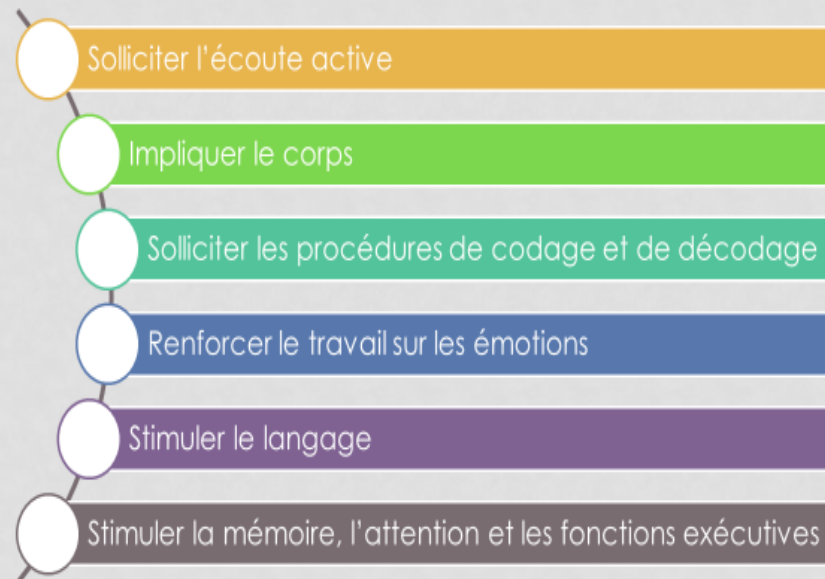 Solliciter l'écoute active
Impliquer le corps
Solliciter les procédures de codage et de décodage
Renforcer le travail sur les émotions
Stimuler le langage
Stimuler la mémoire, l'attention et les fonctions exécutives